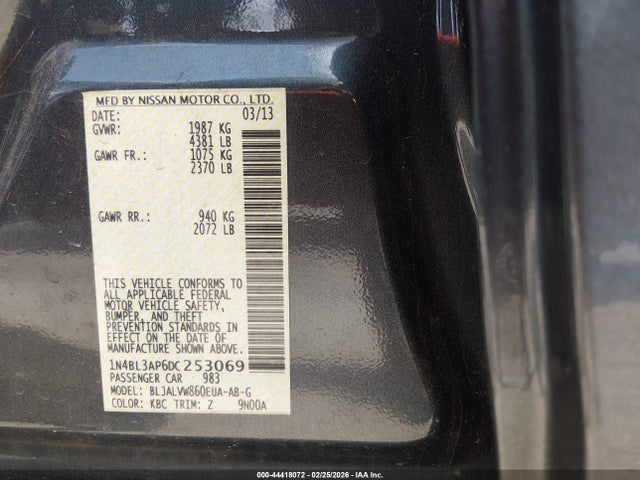 MFD BY NISSAN MOTOR CO., LTD.
DATE: 03/13
GVWR: 1987 KG
4381 LB
GAWR FR.: 1075 KG
2370 LB
GAWR RR.: 940 KG
2072 LB
THIS VEHICLE CONFORMS TO
ALL APPLICABLE FEDERAL
MOTOR VEHICLE SAFETY,
BUMPER, AND THEFT
PREVENTION STANDARDS IN
EFFECT ON THE DATE OF
MANUFACTURE SHOWN ABOVE.
1N4BL3AP6DC253069
PASSENGER CAR 983
MODEL: BLJALVW860EUA-AB-G
COLOR: KBC TRIM: Z 9N00A
000-44418072 - 02/25/2026 - IAA Inc.